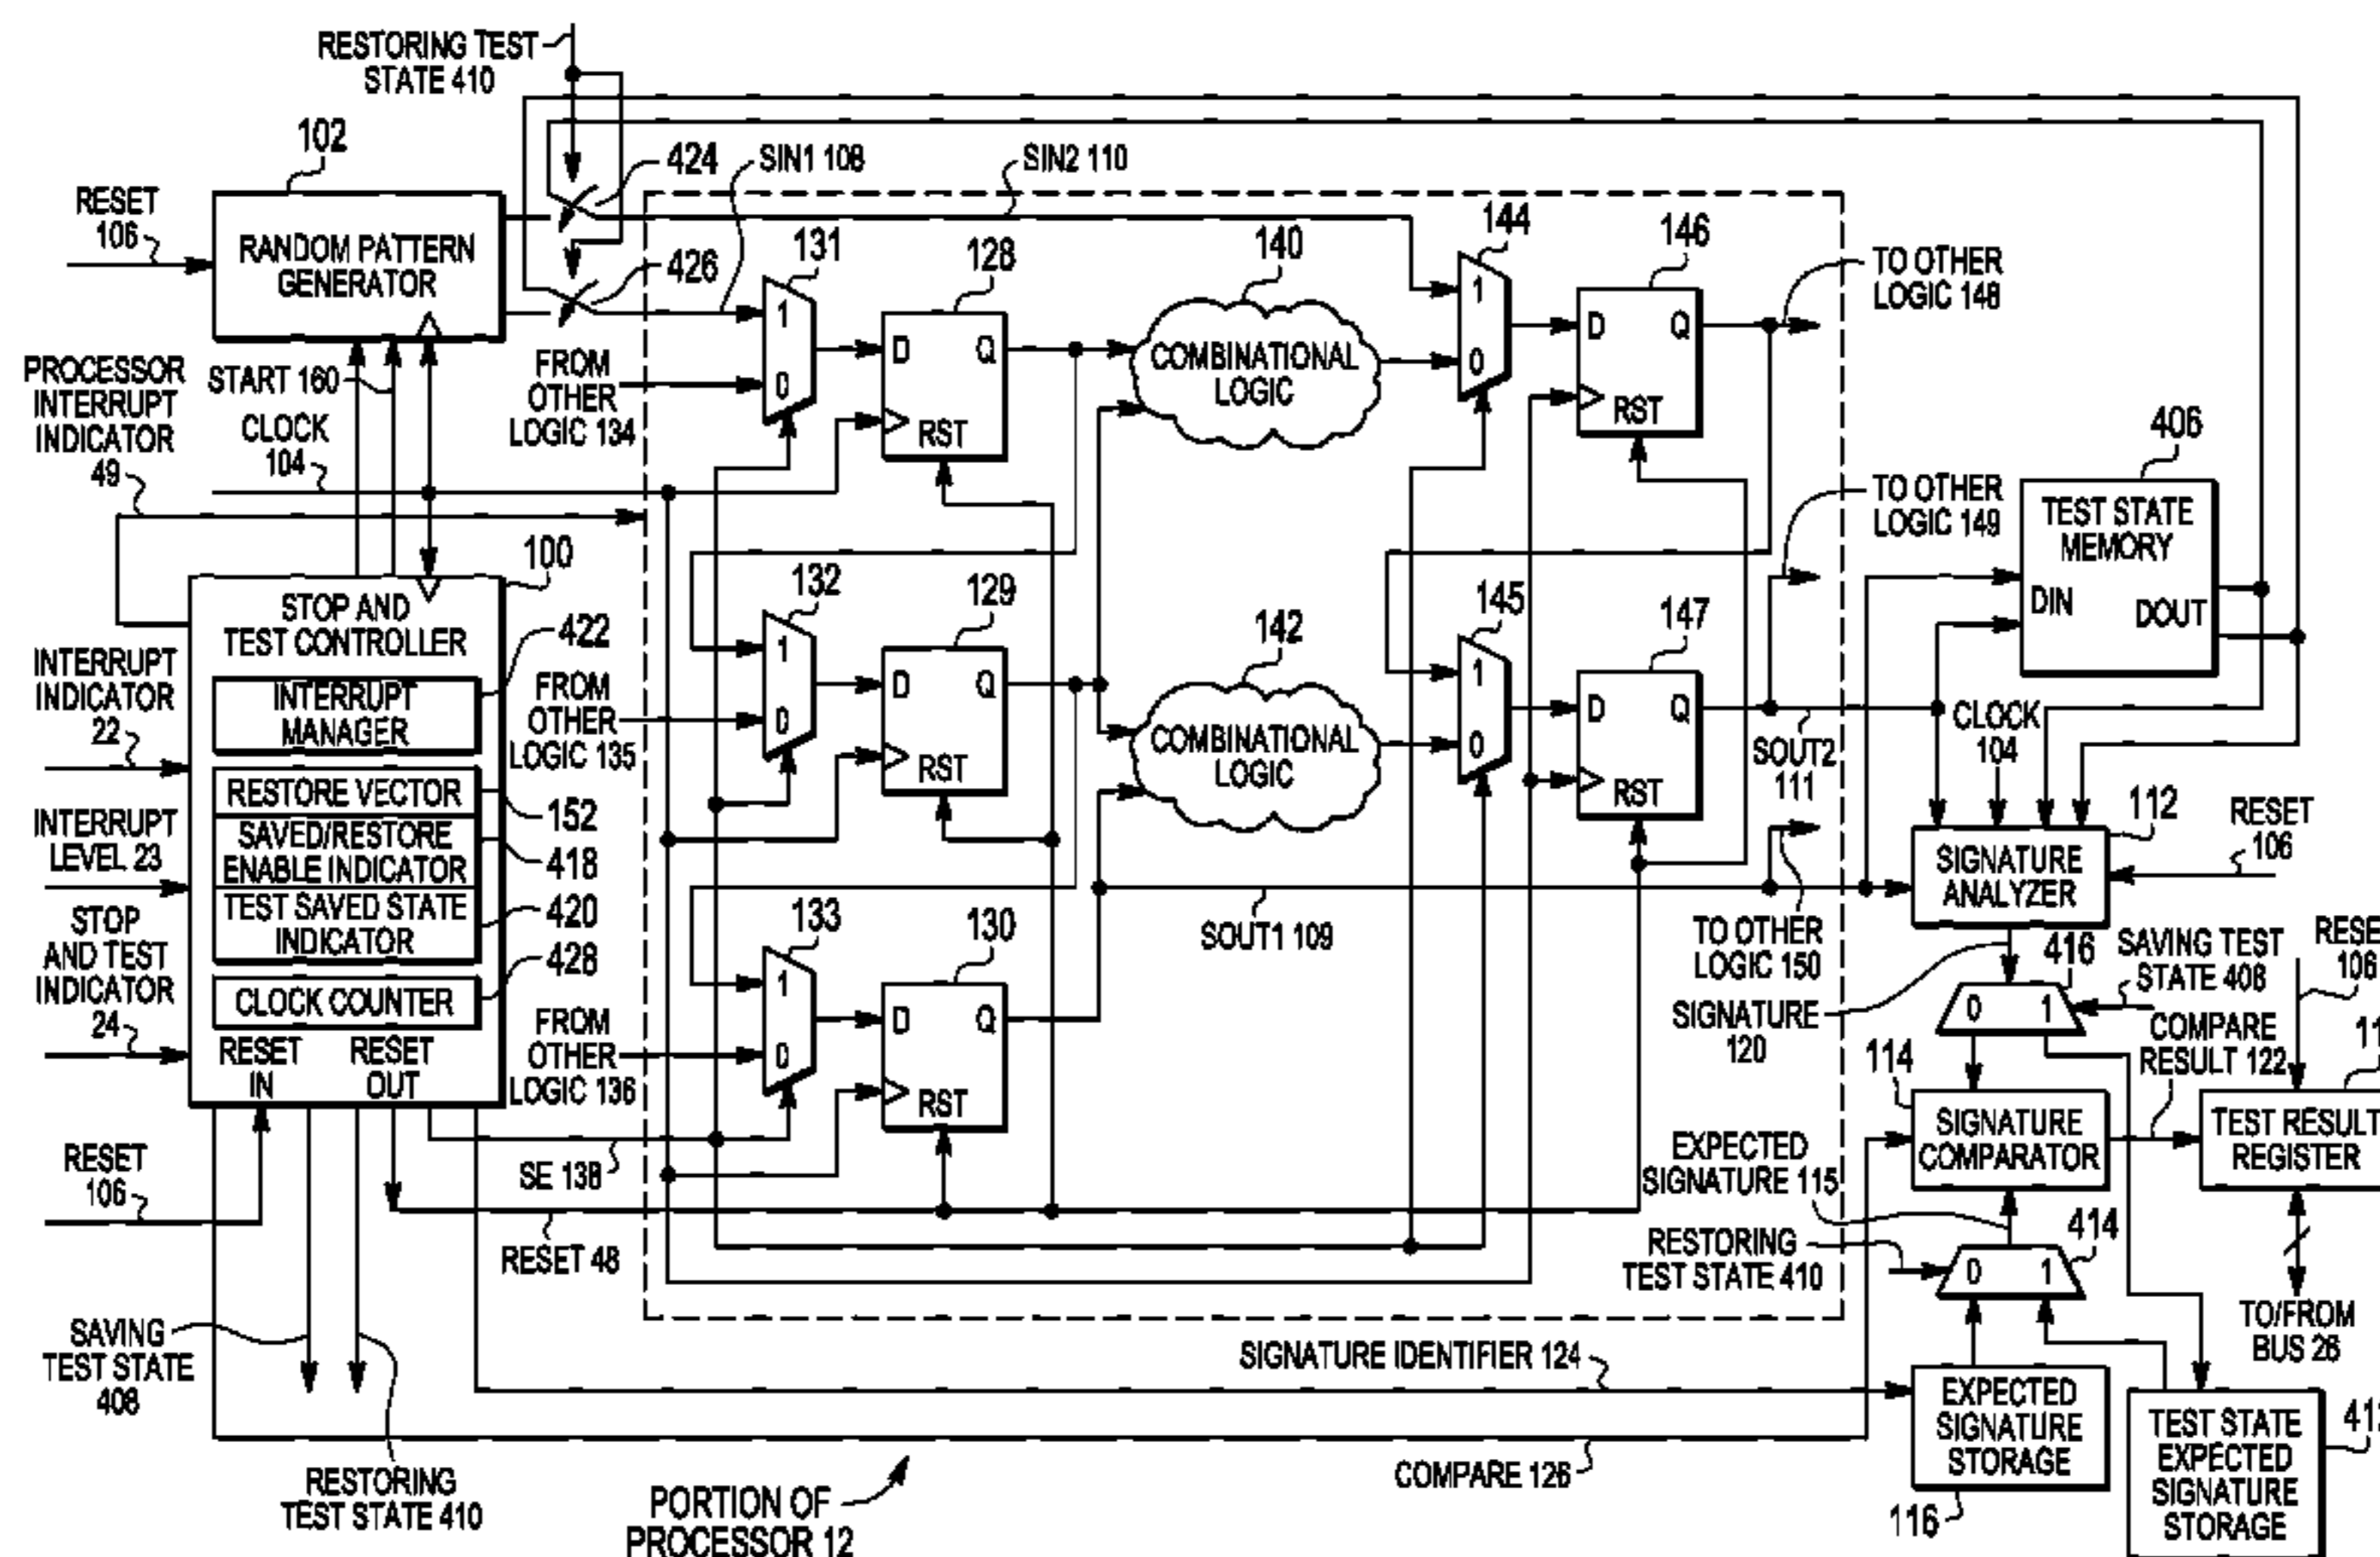 RESTORING TEST
STATE 410
102
RESET
106
RANDOM PATTERN
GENERATOR
424
426
SIN1 108
SIN2 110
PROCESSOR
INTERRUPT
INDICATOR
49
START 160
CLOCK
104
FROM
OTHER
LOGIC 134
131
1
0
128
D
Q
RST
140
COMBINATIONAL
LOGIC
144
1
0
146
D
Q
RST
TO OTHER
LOGIC 148
TO OTHER
LOGIC 149
406
TEST STATE
MEMORY
DIN
DOUT
100
STOP AND
TEST CONTROLLER
422
INTERRUPT
MANAGER
RESTORE VECTOR
152
SAVED/RESTORE
ENABLE INDICATOR
418
TEST SAVED STATE
INDICATOR
420
CLOCK COUNTER
428
RESET
IN
RESET
OUT
INTERRUPT
INDICATOR
22
INTERRUPT
LEVEL 23
STOP
AND TEST
INDICATOR
24
RESET
106
FROM
OTHER
LOGIC 135
132
1
0
129
D
Q
RST
142
COMBINATIONAL
LOGIC
145
1
0
147
D
Q
RST
SOUT2
111
CLOCK
104
112
SIGNATURE
ANALYZER
RESET
106
FROM
OTHER
LOGIC 136
133
1
0
130
D
Q
RST
SOUT1 109
TO OTHER
LOGIC 150
SIGNATURE
120
416
0
1
SAVING TEST
STATE 408
COMPARE
RESULT 122
106
114
SIGNATURE
COMPARATOR
TEST RESULT
REGISTER
TO/FROM
BUS 26
SE 138
RESET 48
EXPECTED
SIGNATURE 115
RESTORING
TEST STATE 410
414
0
1
SAVING
TEST STATE
408
RESTORING
TEST STATE 410
SIGNATURE IDENTIFIER 124
COMPARE 126
EXPECTED
SIGNATURE
STORAGE
116
TEST STATE
EXPECTED
SIGNATURE
STORAGE
PORTION OF
PROCESSOR 12